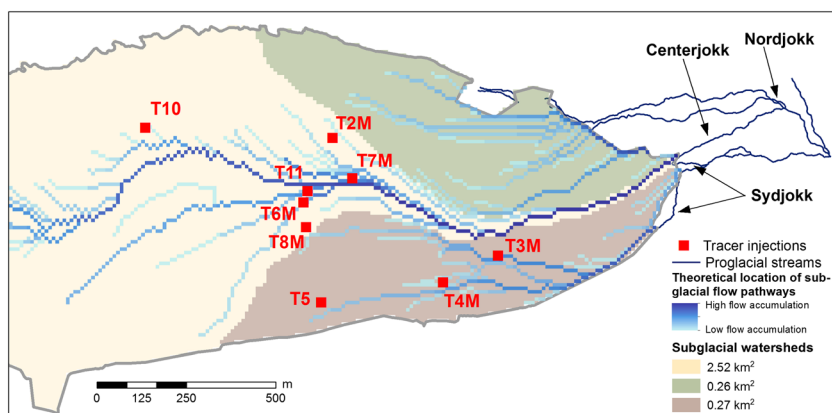 Nordjokk
Centerjokk
T10
T2M
T7M
T11
T6M
T8M
Sydjokk
T3M
T5
T4M
Tracer injections
Proglacial streams
Theoretical location of sub-
glacial flow pathways
High flow accumulation
Low flow accumulation
Subglacial watersheds
2.52 km²
0.26 km²
0.27 km²
m
0 125 250 500